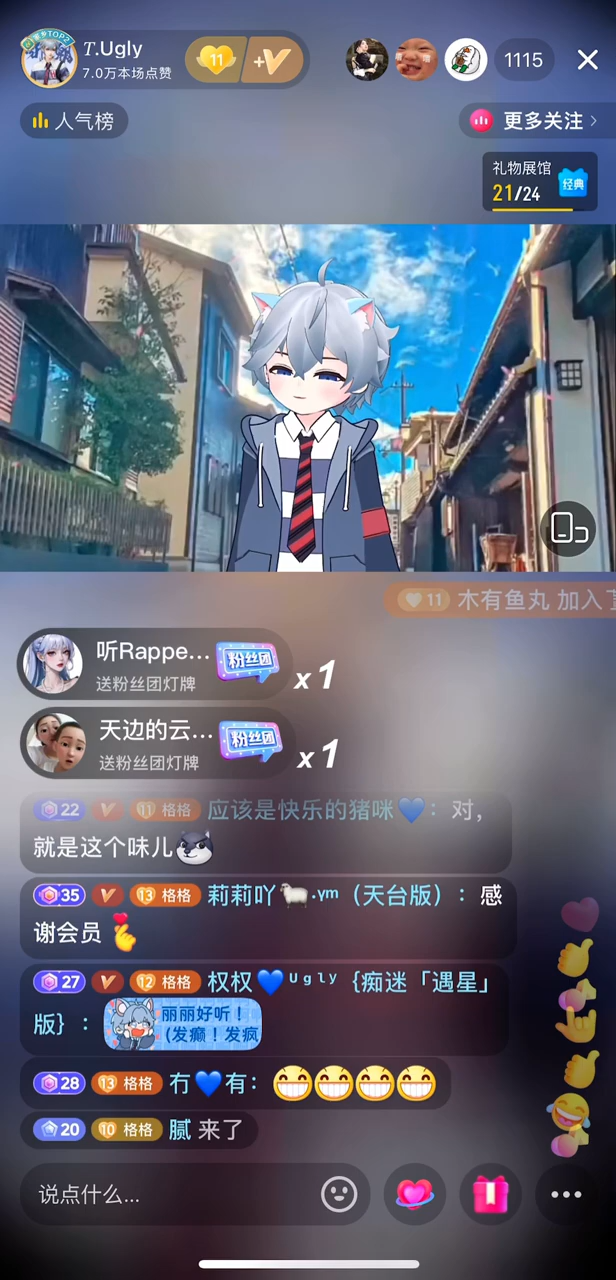 T.Ugly
7.0万本场点赞
11
+V
1115
人气榜
更多关注
礼物展馆
21/24
经典
11 木有鱼丸 加入了
听Rappe...
送粉丝团灯牌
粉丝团
x1
天边的云...
送粉丝团灯牌
粉丝团
x1
22 V 11 格格 应该是快乐的猪咪💙：对，
就是这个味儿
35 V 13 格格 莉莉吖🐑.ʸᵐ（天台版）：感
谢会员
27 V 12 格格 权权💙ᵁᵍˡʸ｛痴迷「遇星」
版｝：
丽丽好听！
(发癫！发疯
28 13 格格 冇💙有：😁😁😁😁
20 10 格格 腻 来了
说点什么...